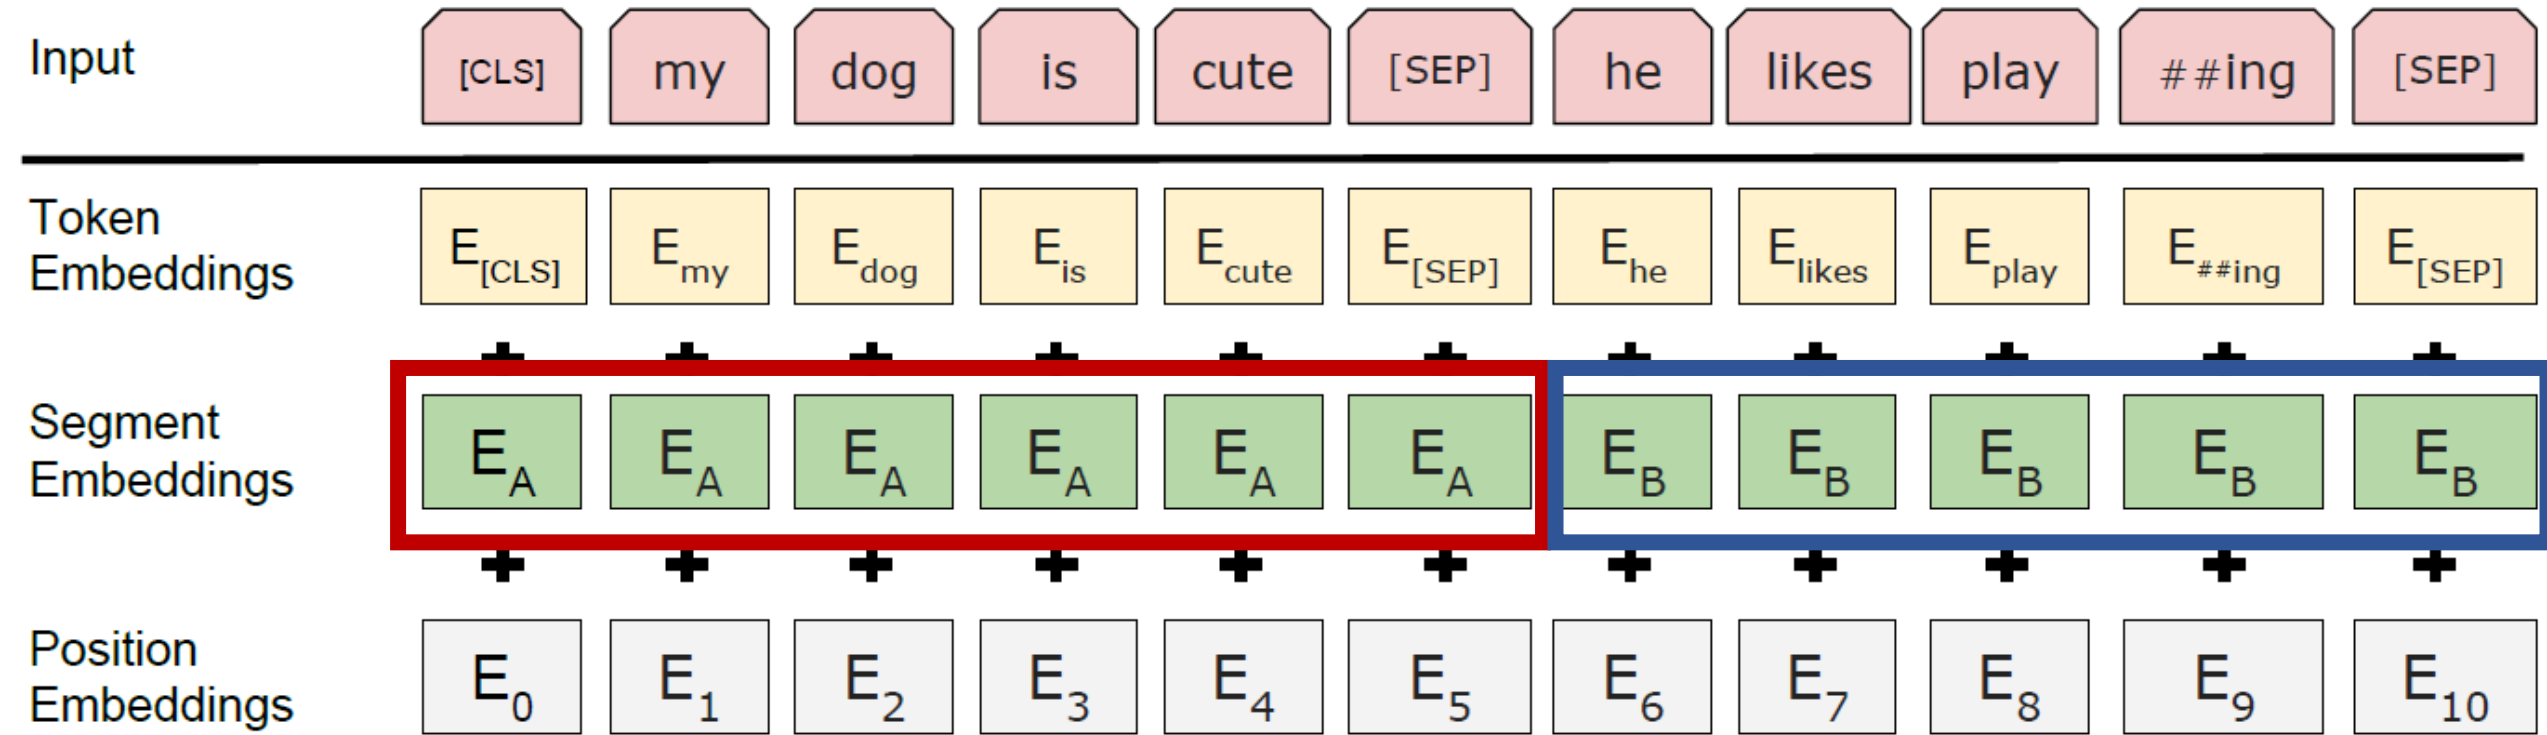 Input [CLS] my dog is cute [SEP] he likes play ##ing [SEP]
Token
Embeddings E[CLS] Emy Edog Eis Ecute E[SEP] Ehe Elikes Eplay E##ing E[SEP]
Segment
Embeddings EA EA EA EA EA EA EB EB EB EB EB
Position
Embeddings E0 E1 E2 E3 E4 E5 E6 E7 E8 E9 E10